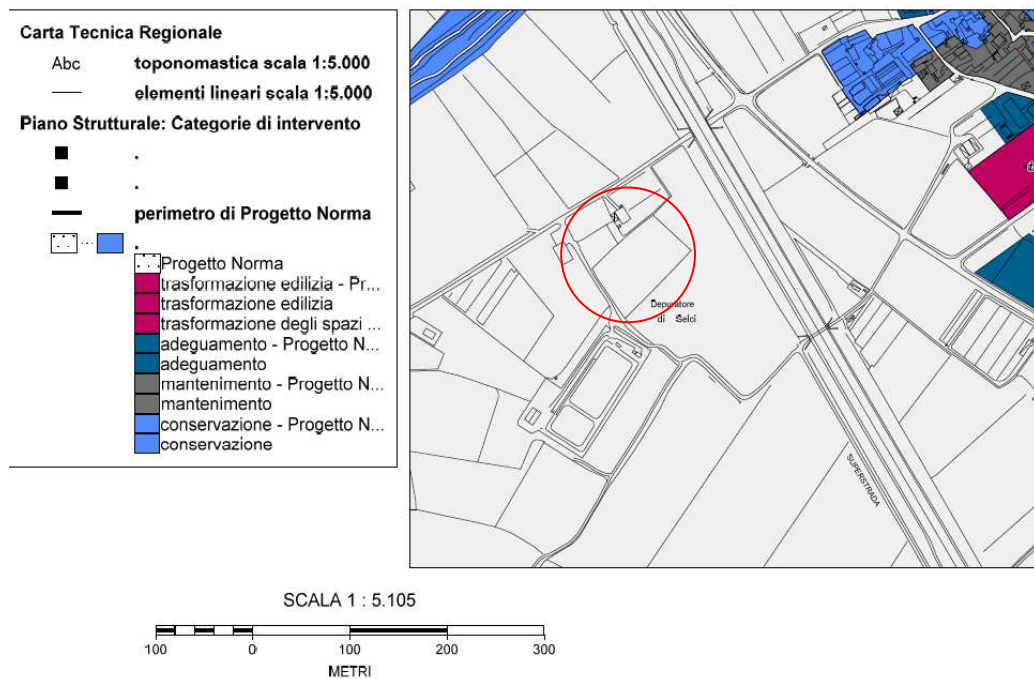 Carta Tecnica Regionale
Abc toponomastica scala 1:5.000
elementi lineari scala 1:5.000
Piano Strutturale: Categorie di intervento
.
.
perimetro di Progetto Norma
... .
Progetto Norma
trasformazione edilizia - Pr...
trasformazione edilizia
trasformazione degli spazi ...
adeguamento - Progetto N...
adeguamento
mantenimento - Progetto N...
mantenimento
conservazione - Progetto N...
conservazione
Depuratore
di Selci
SUPERSTRADA
SCALA 1 : 5.105
100 0 100 200 300
METRI